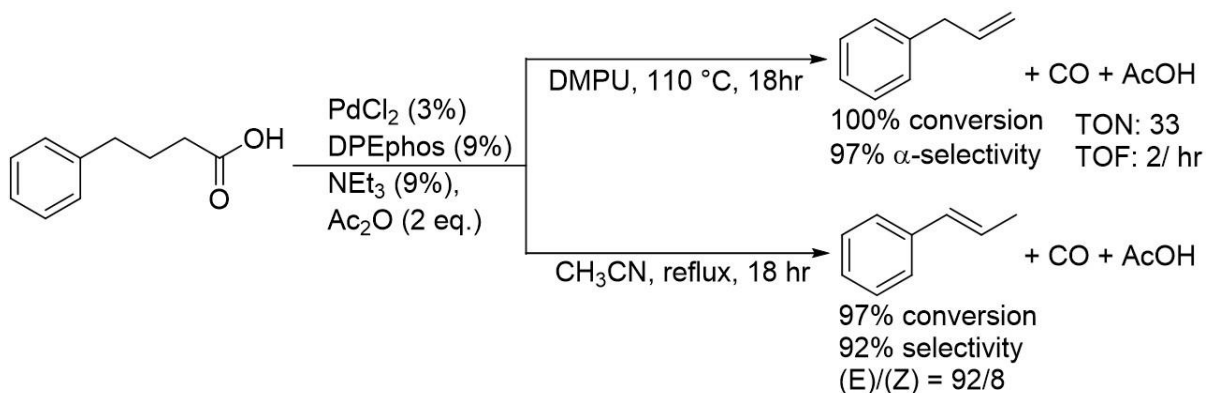 OH
O
PdCl2 (3%)
DPEphos (9%)
NEt3 (9%),
Ac2O (2 eq.)
DMPU, 110 °C, 18hr
+ CO + AcOH
100% conversion
97% α-selectivity
TON: 33
TOF: 2/ hr
CH3CN, reflux, 18 hr
+ CO + AcOH
97% conversion
92% selectivity
(E)/(Z) = 92/8